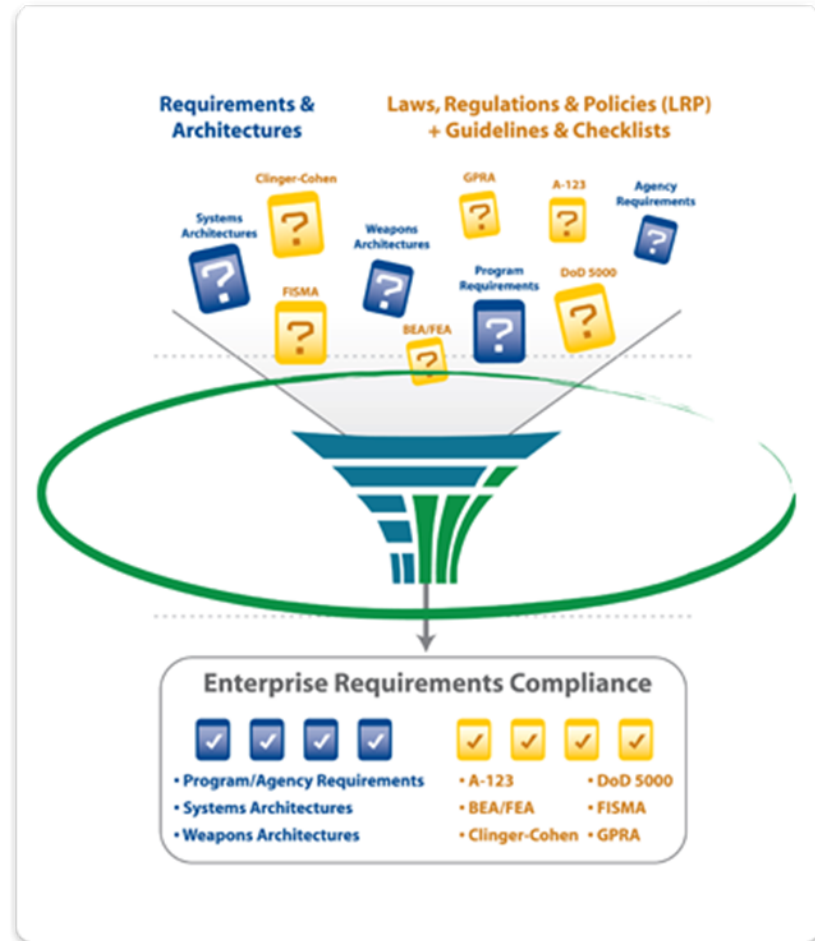 Requirements &
Architectures
Laws, Regulations & Policies (LRP)
+ Guidelines & Checklists
Clinger-Cohen
GPRA
A-123
Agency
Requirements
Systems
Architectures
Weapons
Architectures
Program
Requirements
DoD 5000
FISMA
BEA/FEA
?
?
?
?
?
?
?
?
?
?
Enterprise Requirements Compliance
• Program/Agency Requirements
• Systems Architectures
• Weapons Architectures
• A-123
• BEA/FEA
• Clinger-Cohen
• DoD 5000
• FISMA
• GPRA